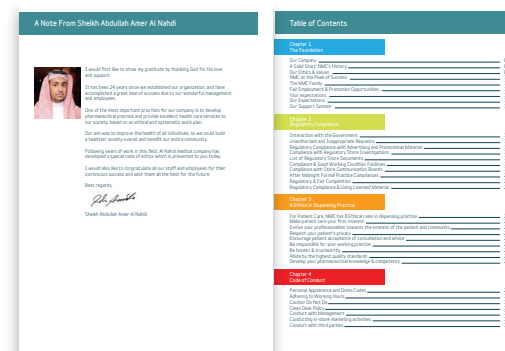 A Note From Sheikh Abdullah Amer Al Nahdi
I would first like to show my gratitude by thanking God for His love
and support.
It has been 24 years since we established our organization, and have
accomplished a great deal of success due to our wonderful management
and employees.
One of the most important priorities for our company is to develop
pharmaceutical practice and provide excellent health care services to
our society, based on an ethical and systematic work plan
Our aim was to improve the health of all individuals, so we could build
a healthier society overall and benefit our entire community.
Following years of work in this field, Al Nahdi medical company has
developed a special code of ethics which is presented to you today.
I would also like to congratulate all our staff and employees for their
continuous success and wish them all the best for the future.
Best regards,
Sheikh Abdullah Amer Al Nahdi
Table of Contents
Chapter 1
The Foundation
Our Company
A Solid Start: NMC's History
Our Ethics & Values
NMC at the Peak of Success
The NMC Family
Fair Employment & Promotion Opportunities
Your expectations
Our Expectations
Our Support System
Chapter 2
Regulatory Compliance
Interaction with the Government
Unauthorized and Inappropriate Requests
Regulatory Compliance with Advertising and Promotional Material
Compliance with Regulatory Store Investigations
List of Regulatory Store Documents
Compliance & Good Working Condition Facilities
Compliance with Store Communication Boards
After Midnight Formal Practice Compliances
Regulatory & Fair Competition
Regulatory Compliance & Using Licensed Material
Chapter 3
8 Ethics in Dispensing Practice
For Patient Care, NMC has 8 Ethical rules in dispensing practice
Make patient care your first interest
Evolve your professionalism towards the interest of the patient and community
Respect your patient's privacy
Encourage patient acceptance of consultation and advice
Be responsible for your working practice
Be honest & trustworthy
Abide by the highest quality standards
Develop your pharmaceutical knowledge & competency
Chapter 4
Code of Conduct
Personal Appearance and Dress Codes
Adhering to Working Hours
Caution Do Not Do
Clean Desk Policy
Conduct with Management
Conducting in-store marketing activities
Conduct with third parties